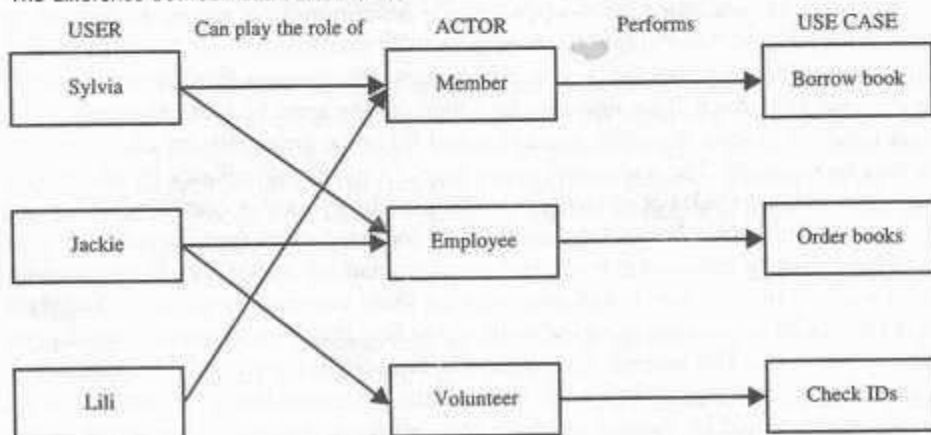 USER Can play the role of ACTOR Performs USE CASE
Sylvia Member Borrow book
Jackie Employee Order books
Lili Volunteer Check IDs